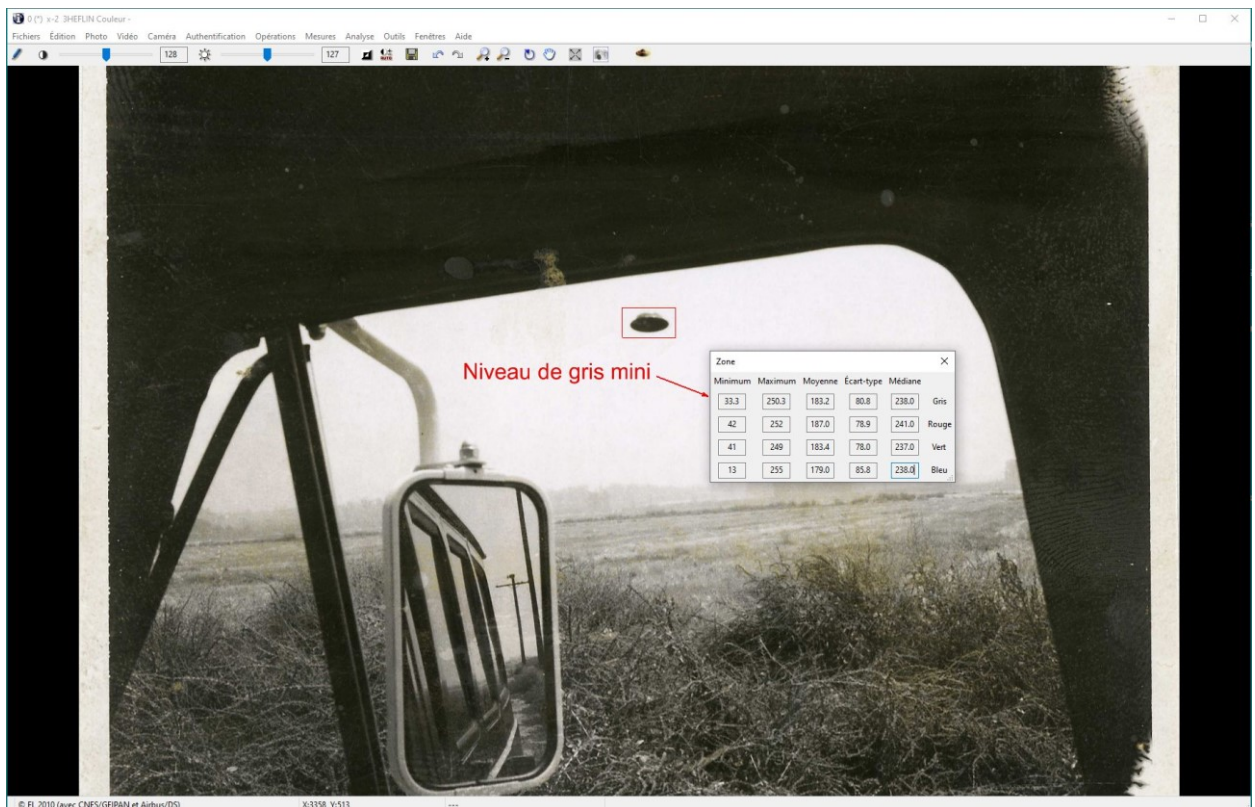 0 (*) x-2 3HEFLIN Couleur -
Fichiers Édition Photo Vidéo Caméra Authentification Opérations Mesures Analyse Outils Fenêtres Aide
128 127
Niveau de gris mini
Zone
Minimum Maximum Moyenne Écart-type Médiane
33.3 250.3 183.2 80.8 238.0 Gris
42 252 187.0 78.9 241.0 Rouge
41 249 183.4 78.0 237.0 Vert
13 255 179.0 85.8 238.0 Bleu
© FL 2010 (avec CNES/GEIPAN et Airbus/DS) X:3358 Y:513 ---